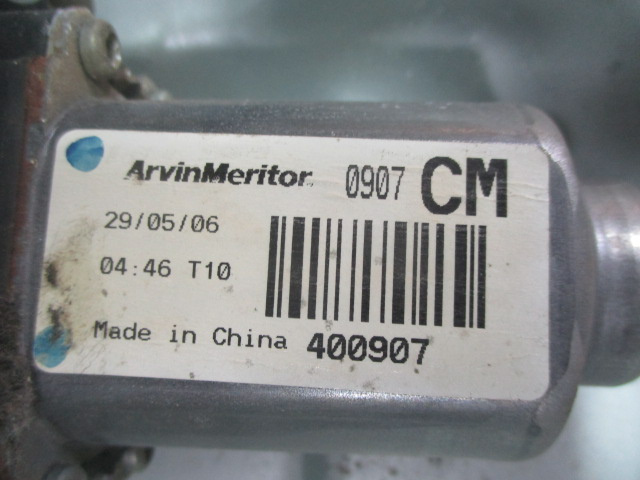 ArvinMeritor 0907 CM
29/05/06
04:46 T10
Made in China 400907